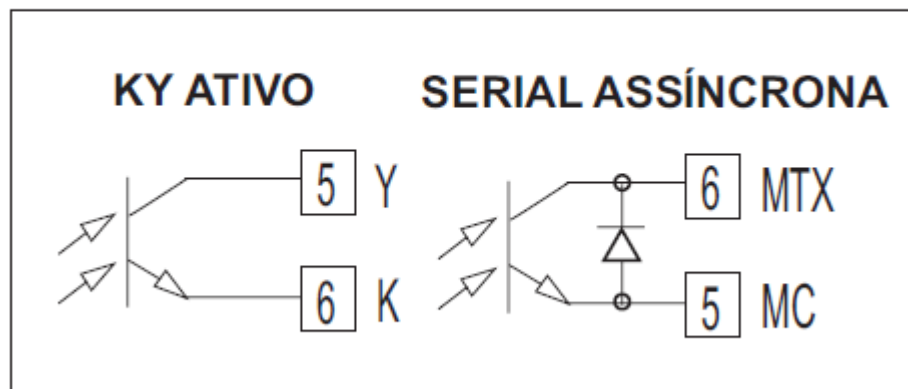 KY ATIVO
5 Y
6 K
SERIAL ASSÍNCRONA
6 MTX
5 MC